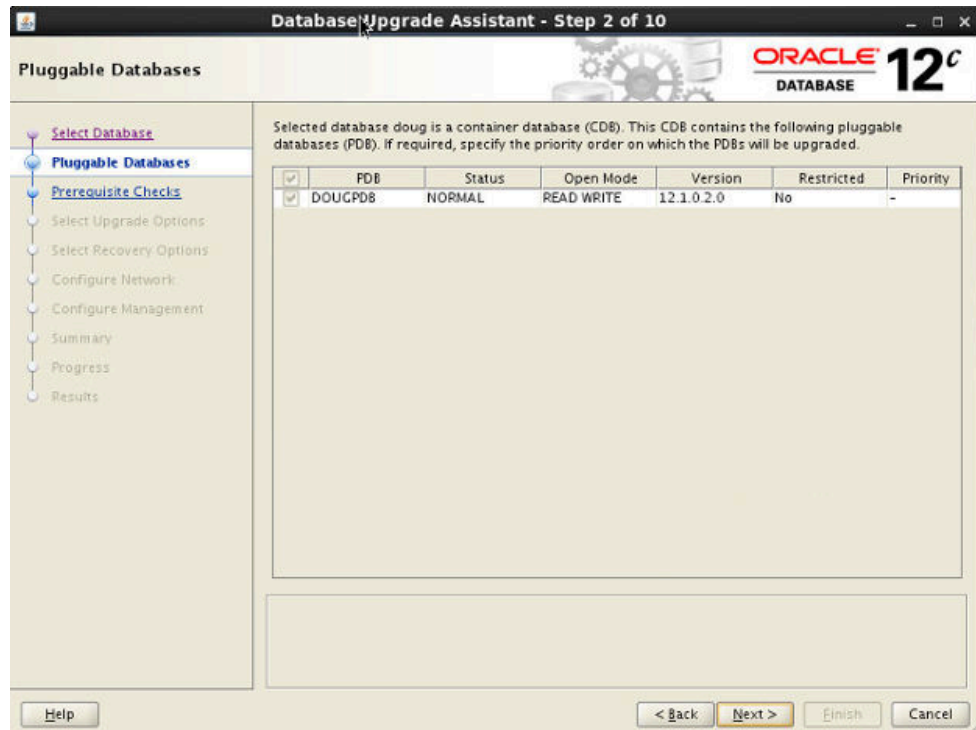 Database Upgrade Assistant - Step 2 of 10
Pluggable Databases
ORACLE
DATABASE
12c
Select Database
Pluggable Databases
Prerequisite Checks
Select Upgrade Options
Select Recovery Options
Configure Network
Configure Management
Summary
Progress
Results
Selected database doug is a container database (CDB). This CDB contains the following pluggable
databases (PDB). If required, specify the priority order on which the PDBs will be upgraded.
PDB Status Open Mode Version Restricted Priority
DOUGPDB NORMAL READ WRITE 12.1.0.2.0 No -
Help < Back Next > Finish Cancel